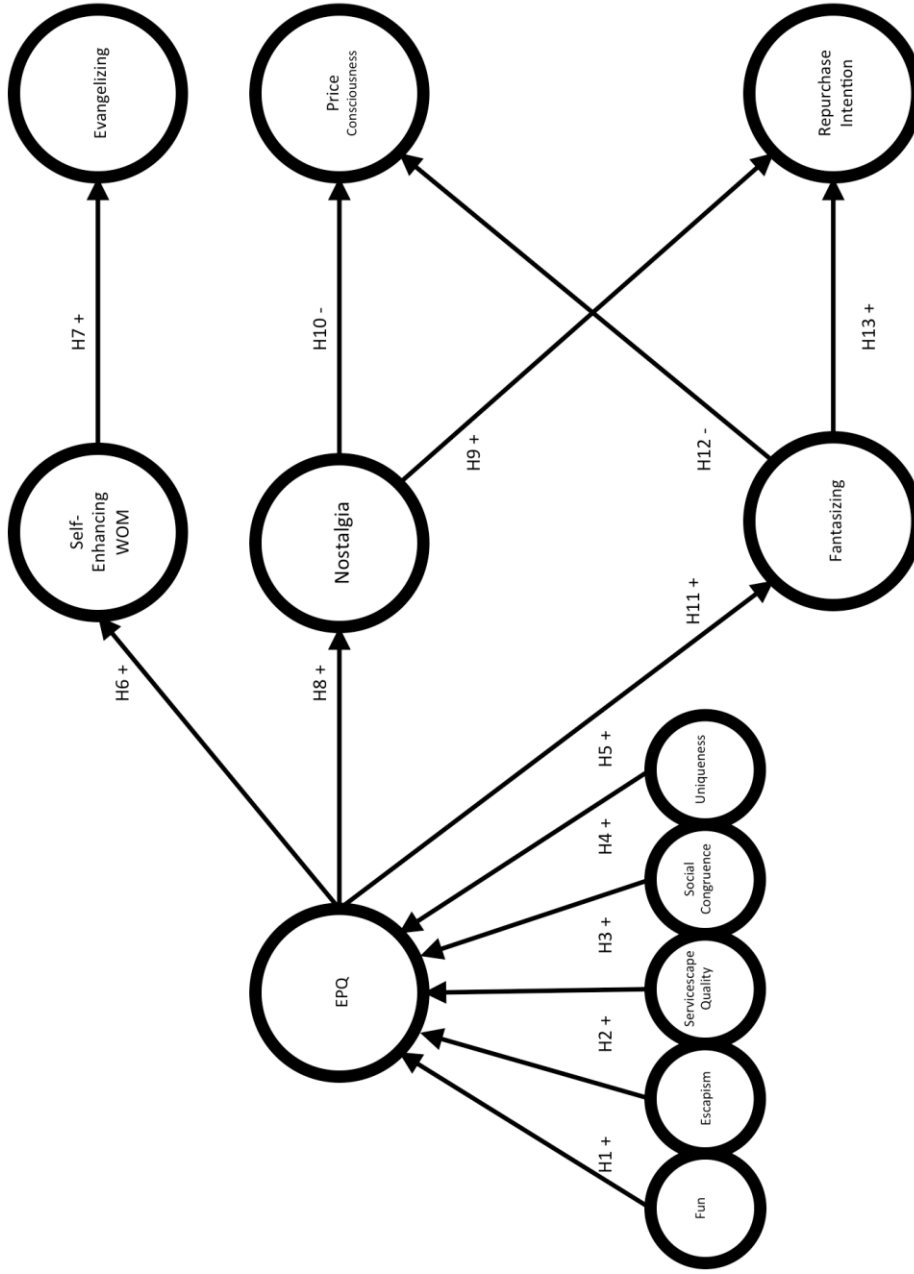 Evangelizing
Price
Consciousness
Repurchase
Intention
H7 +
H10 -
H9 +
H12 -
H13 +
Self-
Enhancing
WOM
Nostalgia
Fantasizing
H6 +
H8 +
H11 +
EPQ
H1 +
H2 +
H3 +
H4 +
H5 +
Fun
Escapism
Servicescape
Quality
Social
Congruence
Uniqueness